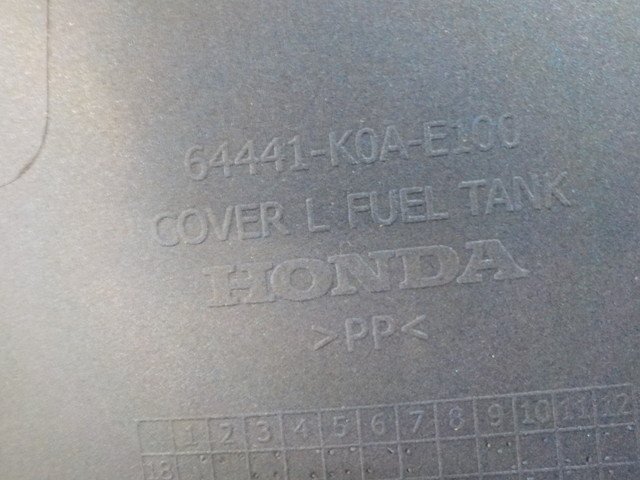 64441-K0A-E100
COVER L FUEL TANK
HONDA
>PP<
1 2 3 4 5 6 7 8 9 10 11 12
18